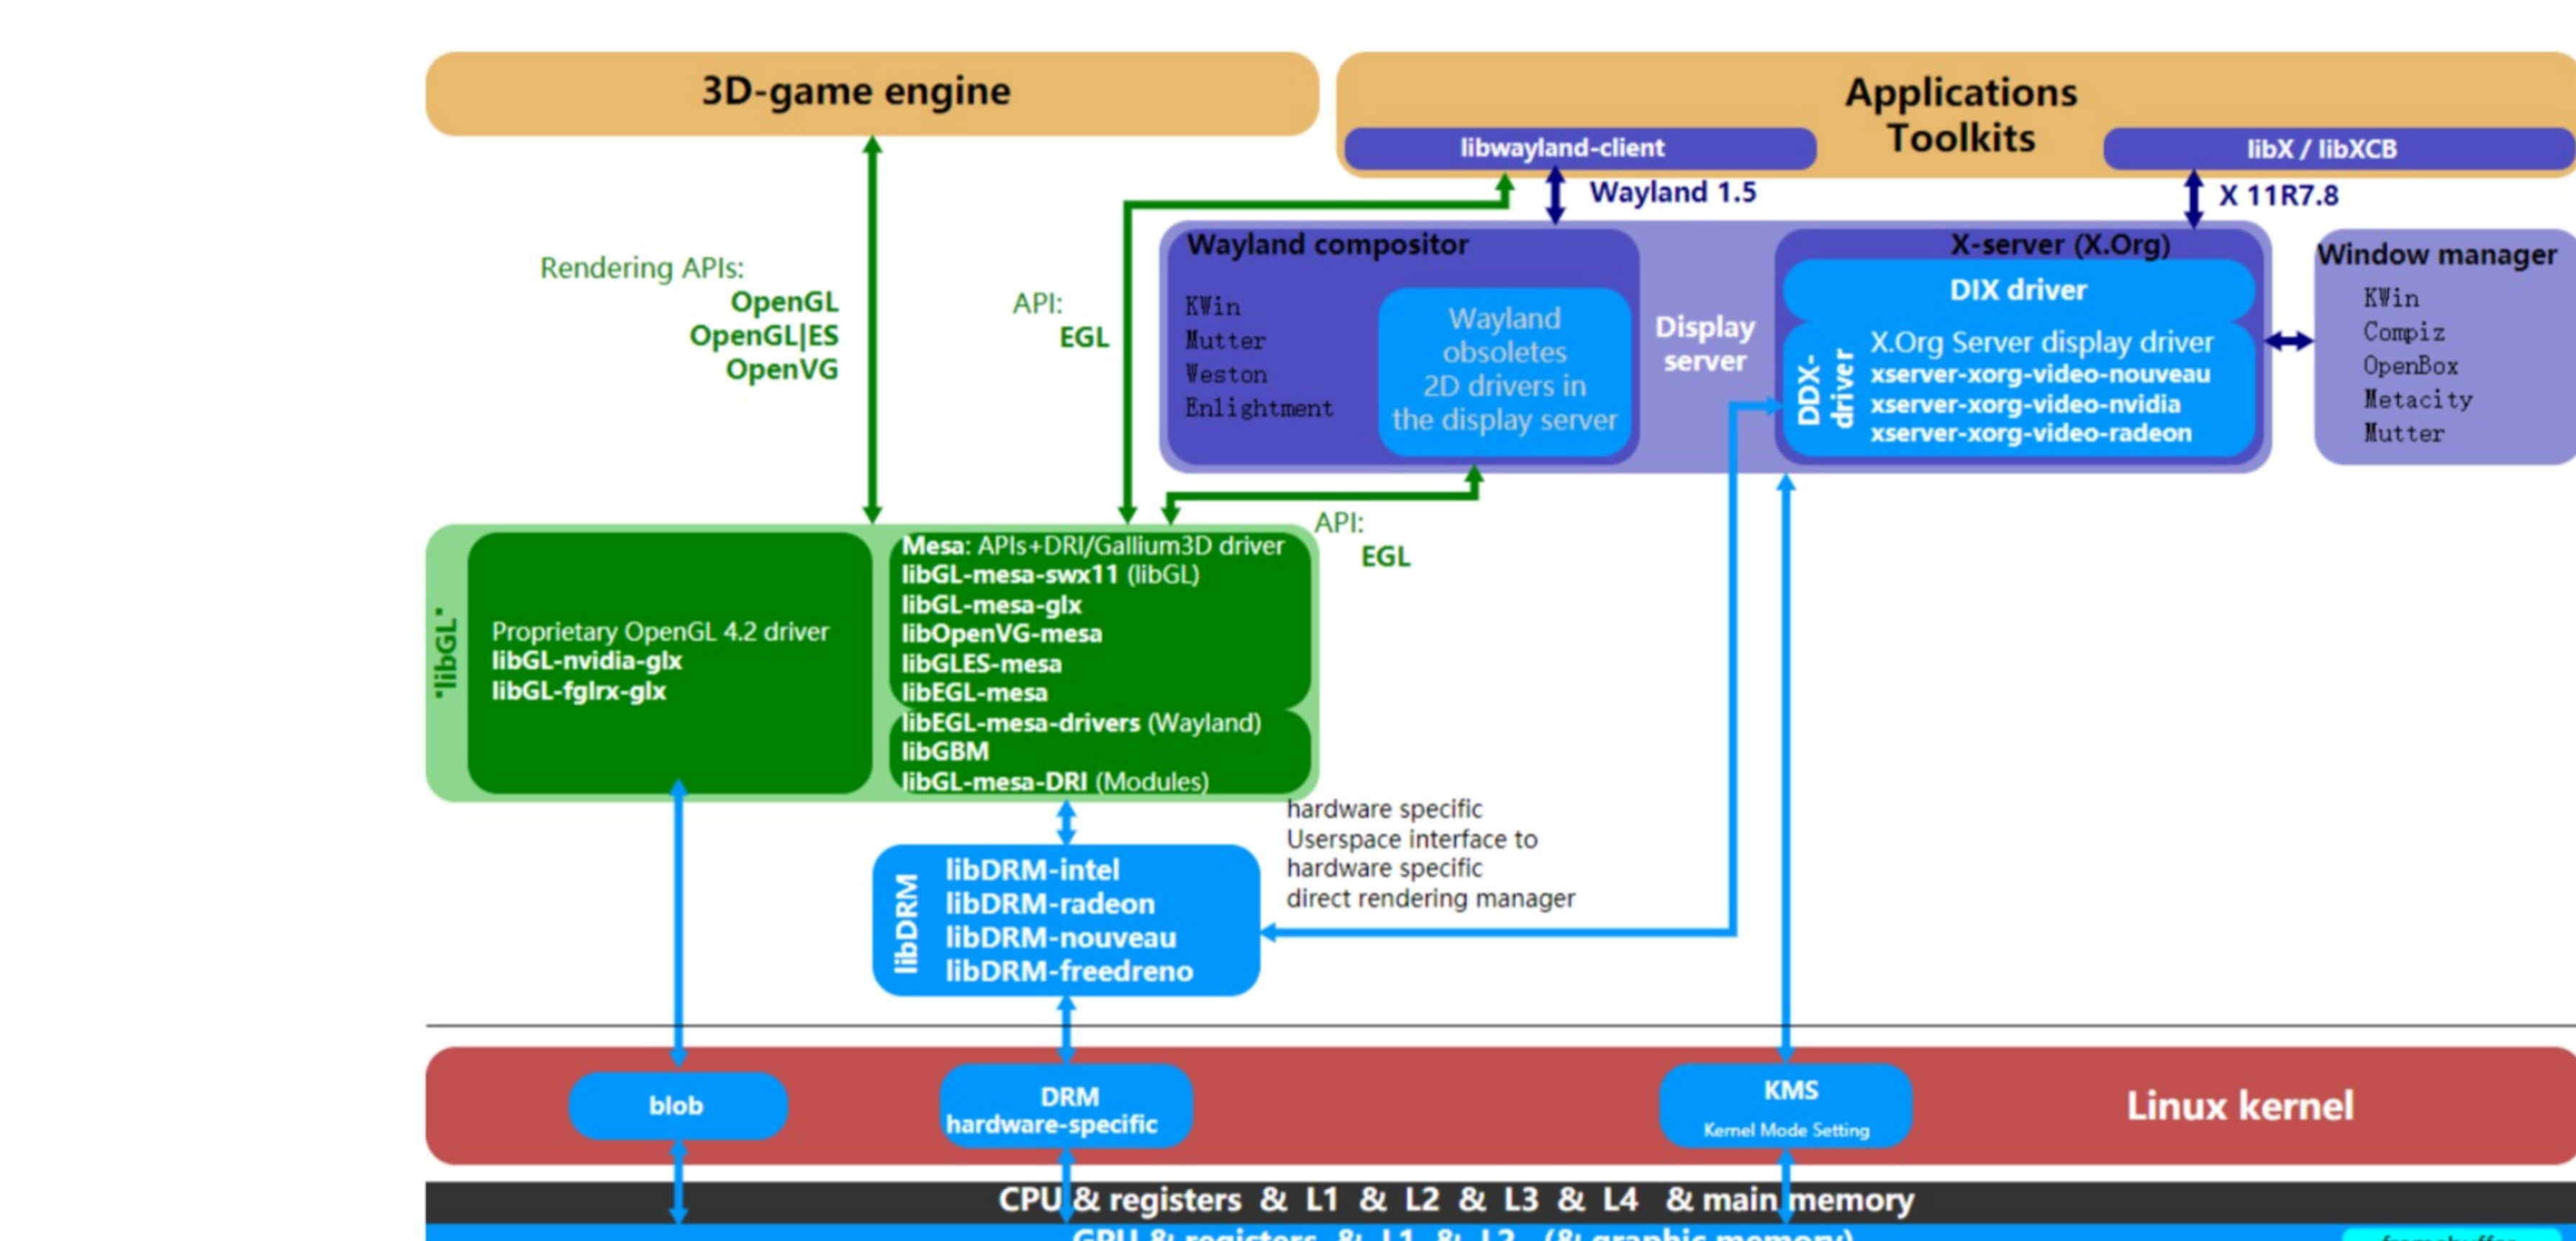 3D-game engine
Applications
Toolkits
libwayland-client
libX / libXCB
Wayland 1.5
X 11R7.8
Rendering APIs:
OpenGL
OpenGL|ES
OpenVG
API:
EGL
Wayland compositor
KWin
Mutter
Weston
Enlightment
Wayland
obsoletes
2D drivers in
the display server
Display
server
X-server (X.Org)
DIX driver
DDX-
driver
X.Org Server display driver
xserver-xorg-video-nouveau
xserver-xorg-video-nvidia
xserver-xorg-video-radeon
Window manager
KWin
Compiz
OpenBox
Metacity
Mutter
API:
EGL
"libGL"
Proprietary OpenGL 4.2 driver
libGL-nvidia-glx
libGL-fglrx-glx
Mesa: APIs+DRI/Gallium3D driver
libGL-mesa-swx11 (libGL)
libGL-mesa-glx
libOpenVG-mesa
libGLES-mesa
libEGL-mesa
libEGL-mesa-drivers (Wayland)
libGBM
libGL-mesa-DRI (Modules)
hardware specific
Userspace interface to
hardware specific
direct rendering manager
libDRM
libDRM-intel
libDRM-radeon
libDRM-nouveau
libDRM-freedreno
blob
DRM
hardware-specific
KMS
Kernel Mode Setting
Linux kernel
CPU & registers & L1 & L2 & L3 & L4 & main memory
GPU & registers & L1 & L2 (& graphic memory)
framebuffer